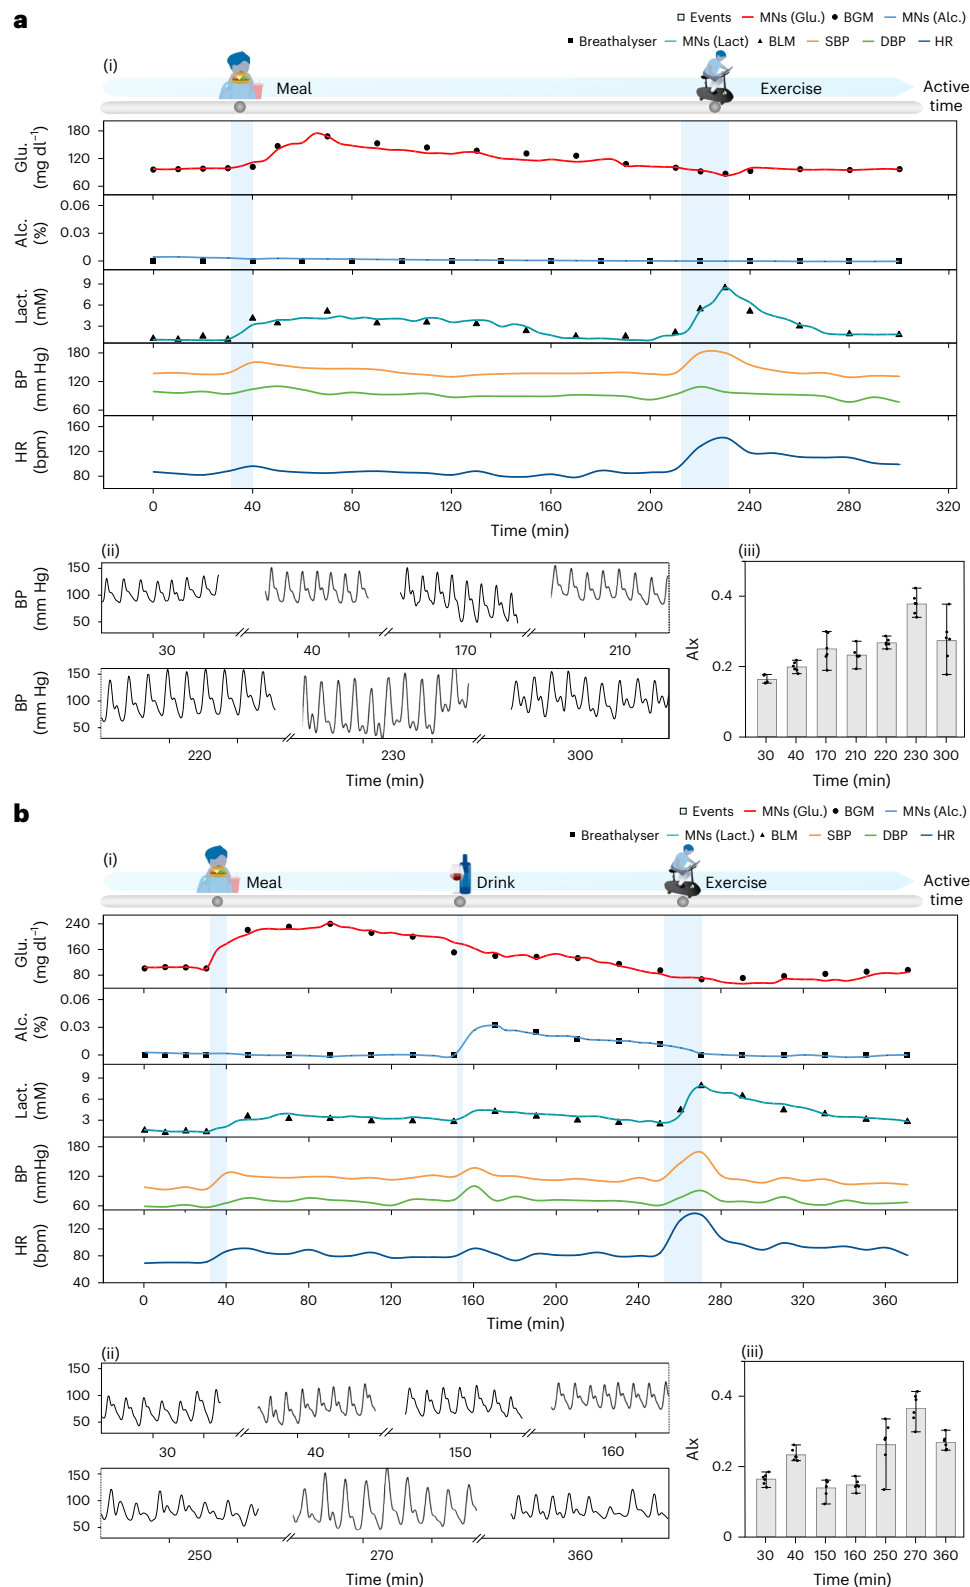 a
Events MNs (Glu.) BGM MNs (Alc.)
Breathalyser MNs (Lact) BLM SBP DBP HR
(i)
Meal Exercise Active time
Glu. (mg dl−1)
180
120
60
Alc. (%)
0.06
0.03
0
Lact. (mM)
9
6
3
BP (mm Hg)
180
120
60
HR (bpm)
160
120
80
0 40 80 120 160 200 240 280 320
Time (min)
(ii)
BP (mm Hg)
150
100
50
30 40 170 210
BP (mm Hg)
150
100
50
220 230 300
Time (min)
(iii)
AIx
0.4
0.2
0
30 40 170 210 220 230 300
Time (min)
b
Events MNs (Glu.) BGM MNs (Alc.)
Breathalyser MNs (Lact.) BLM SBP DBP HR
(i)
Meal Drink Exercise Active time
Glu. (mg dl−1)
240
160
80
Alc. (%)
0.06
0.03
0
Lact. (mM)
9
6
3
BP (mmHg)
180
120
60
HR (bpm)
120
80
40
0 40 80 120 160 200 240 280 320 360
Time (min)
(ii)
BP (mm Hg)
150
100
50
30 40 150 160
150
100
50
250 270 360
Time (min)
(iii)
AIx
0.4
0.2
0
30 40 150 160 250 270 360
Time (min)